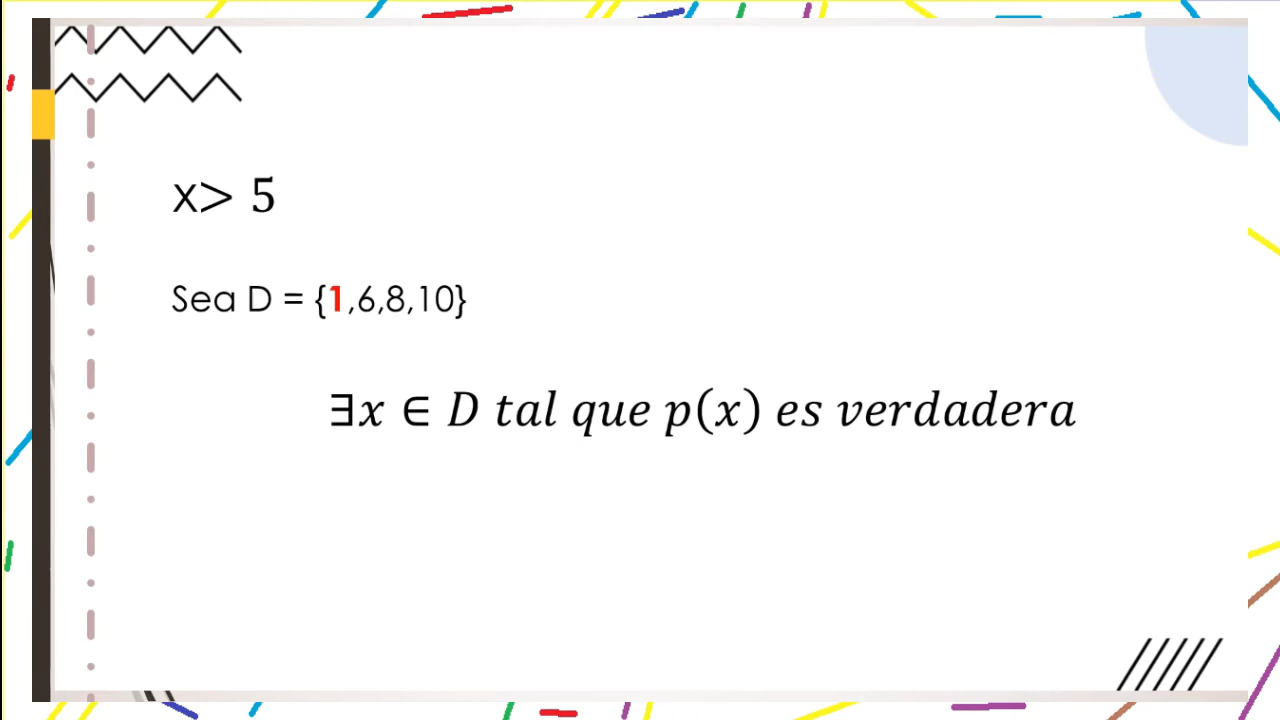 x> 5
Sea D = {1,6,8,10}
∃x ∈ D tal que p(x) es verdadera